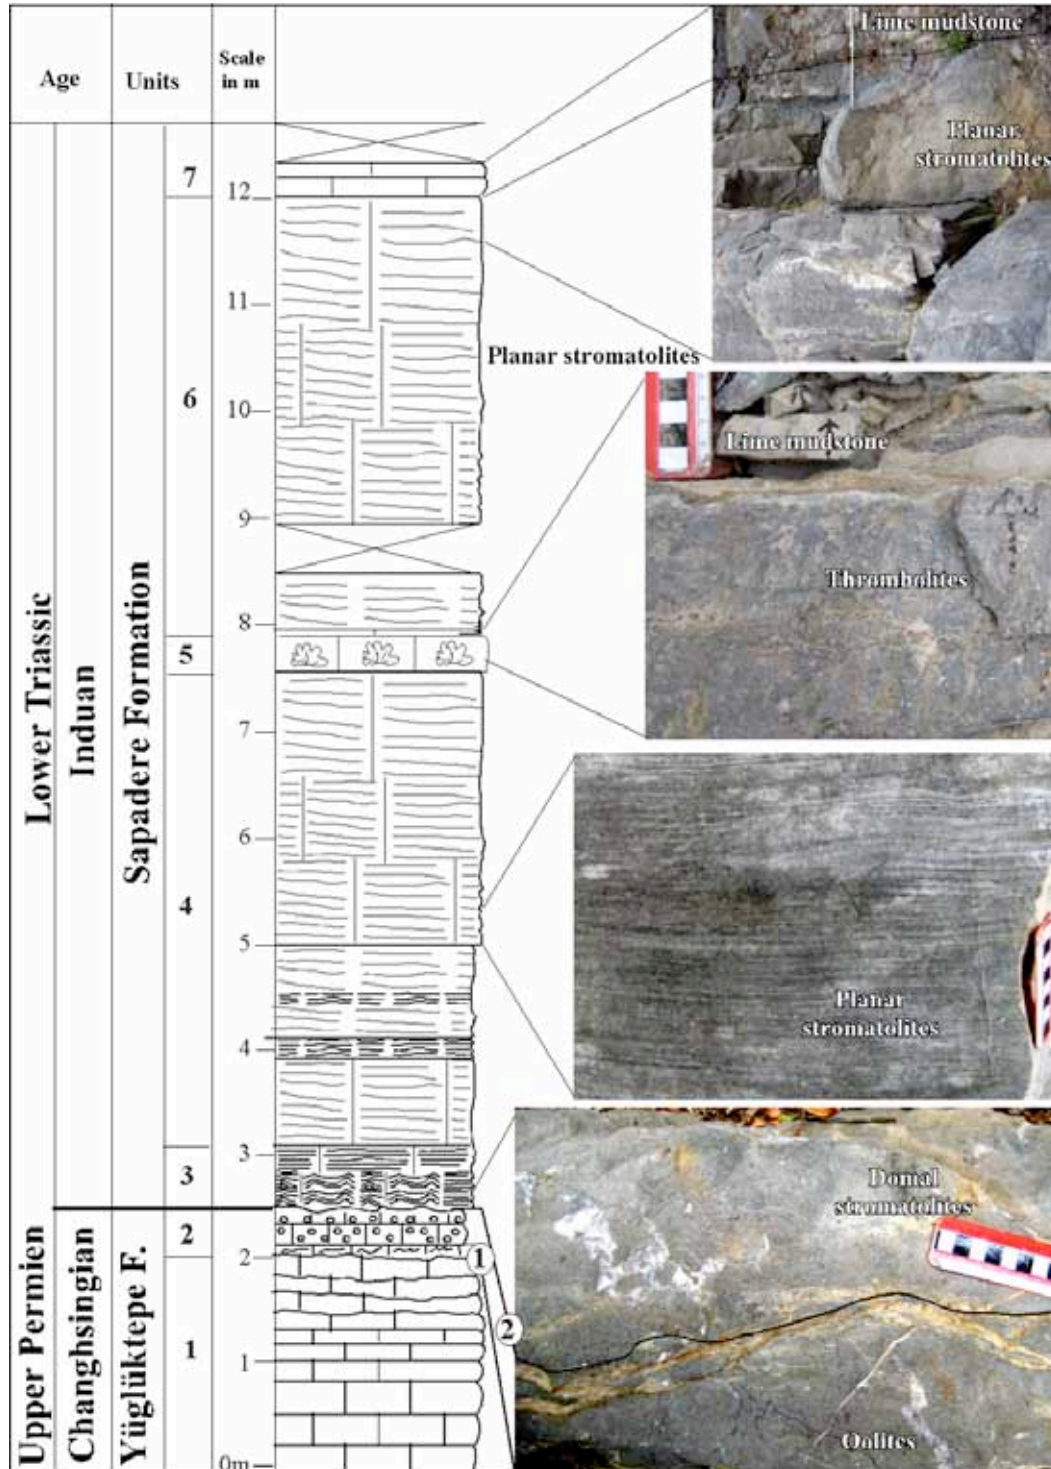 Age
Units
Scale
in m
Lower Triassic
Upper Permien
Induan
Changhsingian
Sapadere Formation
Yüglüktepe F.
7
6
5
4
3
2
1
12
11
10
9
8
7
6
5
4
3
2
1
0m
Planar stromatolites
1
2
Lime mudstone
Planar
stromatolites
Lime mudstone
Thrombolites
Planar
stromatolites
Domal
stromatolites
Oolites